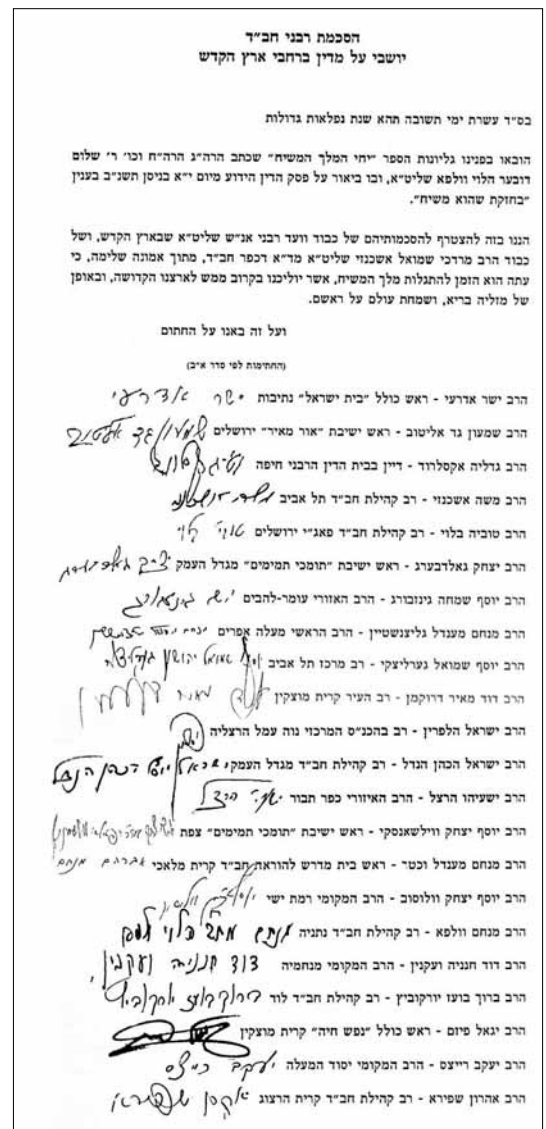 הסכמת רבני חב״ד
יושבי על מדין ברחבי ארץ הקדש
בס״ד עשרת ימי תשובה תהא שנת נפלאות גדולות
הובאו בפנינו גליונות הספר ״יחי המלך המשיח״ שכתב הרה״ג הרה״ח וכו׳ ר׳ שלום
דובער הלוי וולפא שליט״א, ובו ביאור על פסק הדין הידוע מיום י״א בניסן תשנ״ב בענין
״בחזקת שהוא משיח״.
הננו בזה להצטרף להסכמותיהם של כבוד וועד רבני אנ״ש שליט״א שבארץ הקדש, ושל
כבוד הרב מרדכי שמואל אשכנזי שליט״א מד״א דכפר חב״ד, מתוך אמונה שלימה, כי
עתה הוא הזמן להתגלות מלך המשיח, אשר יוליכנו בקרוב ממש לארצנו הקדושה, ובאופן
של מזליה בריא, ושמחת עולם על ראשם.
ועל זה באנו על החתום
(החתימות לפי סדר א״ב)
הרב ישר אדרעי - ראש כולל ״בית ישראל״ נתיבות ישר אדרעי
הרב שמעון גד אליטוב - ראש ישיבת ״אור מאיר״ ירושלים שמעון גד אליטוב
הרב גדליה אקסלרוד - דיין בבית הדין הרבני חיפה
הרב משה אשכנזי - רב קהילת חב״ד תל אביב
הרב טוביה בלוי - רב קהילת חב״ד פאג״י ירושלים
הרב יצחק גאלדבערג - ראש ישיבת ״תומכי תמימים״ מגדל העמק
הרב יוסף שמחה גינזבורג - הרב האזורי עומר-להבים
הרב מנחם מענדל גליצנשטיין - הרב הראשי מעלה אפרים
הרב יוסף שמואל גערליצקי - רב מרכז תל אביב
הרב דוד מאיר דרוקמן - רב העיר קרית מוצקין
הרב ישראל הלפרין - רב בהכנ״ס המרכזי נוה עמל הרצליה
הרב ישראל הכהן הנדל - רב קהילת חב״ד מגדל העמק
הרב ישעיהו הרצל - הרב האיזורי כפר תבור
הרב יוסף יצחק ווילשאנסקי - ראש ישיבת ״תומכי תמימים״ צפת
הרב מנחם מענדל וכטר - ראש בית מדרש להוראת חב״ד קרית מלאכי
הרב יוסף יצחק וולוסוב - הרב המקומי רמת ישי
הרב מנחם וולפא - רב קהילת חב״ד נתניה
הרב דוד חנניה ועקנין - הרב המקומי מנחמיה דוד חנניה ועקנין
הרב ברוך בועז יורקוביץ - רב קהילת חב״ד לוד
הרב יגאל פיזם - ראש כולל ״נפש חיה״ קרית מוצקין
הרב יעקב רייצס - הרב המקומי יסוד המעלה
הרב אהרון שפירא - רב קהילת חב״ד קרית הרצוג